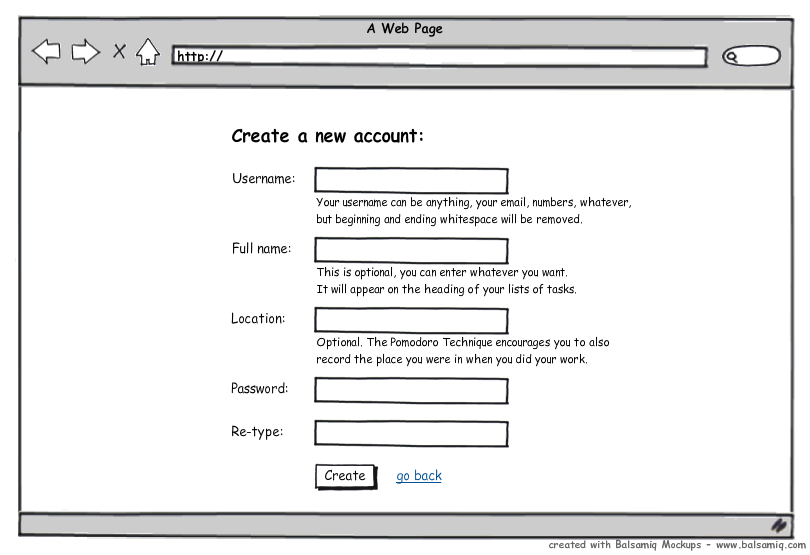 A Web Page
http://
Create a new account:
Username:
Your username can be anything, your email, numbers, whatever,
but beginning and ending whitespace will be removed.
Full name:
This is optional, you can enter whatever you want.
It will appear on the heading of your lists of tasks.
Location:
Optional. The Pomodoro Technique encourages you to also
record the place you were in when you did your work.
Password:
Re-type:
Create go back
created with Balsamiq Mockups - www.balsamiq.com